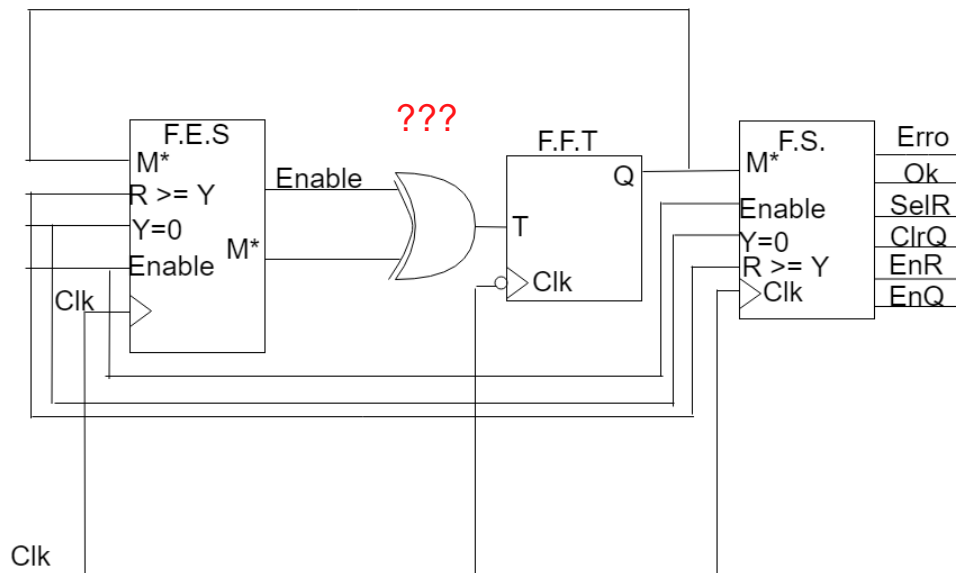 ???
F.E.S
M*
R >= Y
Y=0
Enable
Clk
Enable
M*
F.F.T
Q
T
Clk
F.S.
M*
Enable
Y=0
R >= Y
Clk
Erro
Ok
SelR
ClrQ
EnR
EnQ
Clk